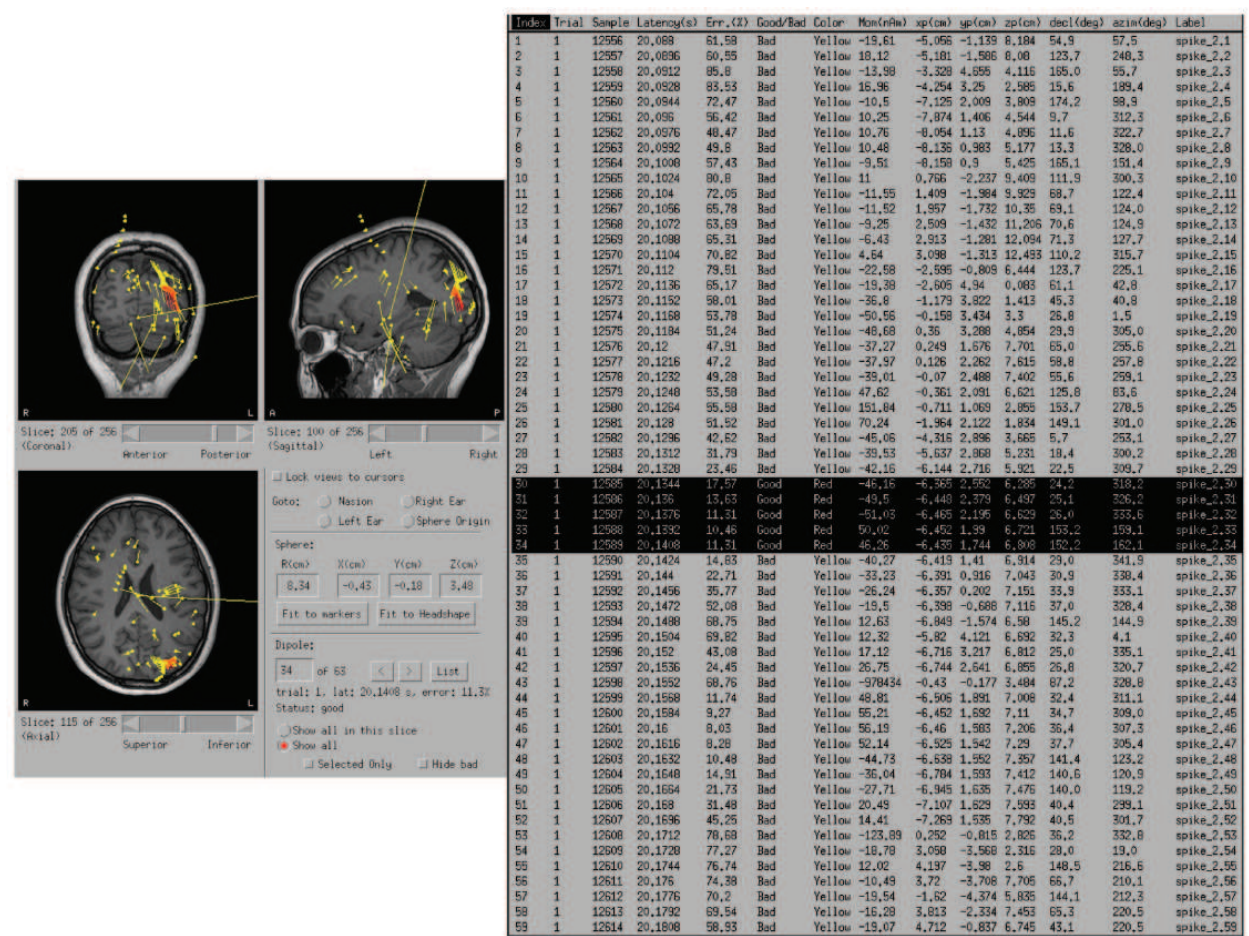 R
L
A
P
Slice: 205 of 256
(Coronal)
Anterior
Posterior
Slice: 100 of 256
(Sagittal)
Left
Right
R
L
Slice: 115 of 256
(Axial)
Superior
Inferior
Lock views to cursors
Goto: Nasion Right Ear
Left Ear Sphere Origin
Sphere:
R(cm) X(cm) Y(cm) Z(cm)
8.34 -0.43 -0.18 3.48
Fit to markers Fit to Headshape
Dipole:
34 of 63 < > List
trial: 1, lat: 20.1408 s, error: 11.3%
Status: good
Show all in this slice
Show all
Selected Only Hide bad
Index Trial Sample Latency(s) Err.(%) Good/Bad Color Mom(nAm) xp(cm) yp(cm) zp(cm) decl(deg) azim(deg) Label
1 1 12556 20.088 61.58 Bad Yellow -19.61 -5.056 -1.139 8.184 54.9 57.5 spike_2.1
2 1 12557 20.0896 60.55 Bad Yellow 18.12 -5.181 -1.586 8.08 123.7 248.3 spike_2.2
3 1 12558 20.0912 85.8 Bad Yellow -13.98 -3.328 4.655 4.116 165.0 55.7 spike_2.3
4 1 12559 20.0928 83.53 Bad Yellow 16.96 -4.254 3.25 2.585 15.6 189.4 spike_2.4
5 1 12560 20.0944 72.47 Bad Yellow -10.5 -7.125 2.009 3.809 174.2 98.9 spike_2.5
6 1 12561 20.096 56.42 Bad Yellow 10.25 -7.874 1.406 4.544 9.7 312.3 spike_2.6
7 1 12562 20.0976 48.47 Bad Yellow 10.76 -8.054 1.13 4.896 11.6 322.7 spike_2.7
8 1 12563 20.0992 49.8 Bad Yellow 10.48 -8.136 0.983 5.177 13.3 328.0 spike_2.8
9 1 12564 20.1008 57.43 Bad Yellow -9.51 -8.158 0.9 5.425 165.1 151.4 spike_2.9
10 1 12565 20.1024 80.8 Bad Yellow 11 0.766 -2.237 9.409 111.9 300.3 spike_2.10
11 1 12566 20.104 72.05 Bad Yellow -11.55 1.409 -1.984 9.929 68.7 122.4 spike_2.11
12 1 12567 20.1056 65.78 Bad Yellow -11.52 1.957 -1.732 10.35 69.1 124.0 spike_2.12
13 1 12568 20.1072 63.69 Bad Yellow -9.25 2.509 -1.432 11.206 70.6 124.9 spike_2.13
14 1 12569 20.1088 65.31 Bad Yellow -6.43 2.913 -1.281 12.094 71.3 127.7 spike_2.14
15 1 12570 20.1104 70.82 Bad Yellow 4.64 3.098 -1.313 12.493 110.2 315.7 spike_2.15
16 1 12571 20.112 79.51 Bad Yellow -22.58 -2.595 -0.809 6.444 123.7 225.1 spike_2.16
17 1 12572 20.1136 65.17 Bad Yellow -19.38 -2.605 4.94 0.083 61.1 42.8 spike_2.17
18 1 12573 20.1152 58.01 Bad Yellow -36.8 -1.179 3.822 1.413 45.3 40.8 spike_2.18
19 1 12574 20.1168 53.78 Bad Yellow -50.56 -0.158 3.434 3.3 26.8 1.5 spike_2.19
20 1 12575 20.1184 51.24 Bad Yellow -48.68 0.36 3.288 4.854 29.9 305.0 spike_2.20
21 1 12576 20.12 47.91 Bad Yellow -37.27 0.249 1.676 7.701 65.0 255.6 spike_2.21
22 1 12577 20.1216 47.2 Bad Yellow -37.97 0.126 2.262 7.615 58.8 257.8 spike_2.22
23 1 12578 20.1232 49.28 Bad Yellow -39.01 -0.07 2.488 7.402 55.6 259.1 spike_2.23
24 1 12579 20.1248 53.58 Bad Yellow 47.62 -0.361 2.091 6.621 125.8 83.6 spike_2.24
25 1 12580 20.1264 55.58 Bad Yellow 151.84 -0.711 1.069 2.855 153.7 278.5 spike_2.25
26 1 12581 20.128 51.52 Bad Yellow 70.24 -1.964 2.122 1.834 149.1 301.0 spike_2.26
27 1 12582 20.1296 42.62 Bad Yellow -45.06 -4.316 2.896 3.665 5.7 253.1 spike_2.27
28 1 12583 20.1312 31.79 Bad Yellow -39.53 -5.637 2.868 5.231 18.4 300.2 spike_2.28
29 1 12584 20.1328 23.46 Bad Yellow -42.16 -6.144 2.716 5.921 22.5 309.7 spike_2.29
30 1 12585 20.1344 17.57 Good Red -46.16 -6.365 2.552 6.285 24.2 318.2 spike_2.30
31 1 12586 20.136 13.63 Good Red -49.5 -6.448 2.379 6.497 25.1 326.2 spike_2.31
32 1 12587 20.1376 11.31 Good Red -51.03 -6.465 2.195 6.629 26.0 333.6 spike_2.32
33 1 12588 20.1392 10.46 Good Red 50.02 -6.452 1.99 6.721 153.2 159.1 spike_2.33
34 1 12589 20.1408 11.31 Good Red 46.26 -6.435 1.744 6.808 152.2 162.1 spike_2.34
35 1 12590 20.1424 14.83 Bad Yellow -40.27 -6.419 1.41 6.914 29.0 341.9 spike_2.35
36 1 12591 20.144 22.71 Bad Yellow -33.23 -6.391 0.916 7.043 30.9 338.4 spike_2.36
37 1 12592 20.1456 35.77 Bad Yellow -26.24 -6.357 0.202 7.151 33.9 333.1 spike_2.37
38 1 12593 20.1472 52.08 Bad Yellow -19.5 -6.398 -0.688 7.116 37.0 328.4 spike_2.38
39 1 12594 20.1488 68.75 Bad Yellow 12.63 -6.849 -1.574 6.58 145.2 144.9 spike_2.39
40 1 12595 20.1504 69.82 Bad Yellow 12.32 -5.82 4.121 6.692 32.3 4.1 spike_2.40
41 1 12596 20.152 43.08 Bad Yellow 17.12 -6.716 3.217 6.812 25.0 335.1 spike_2.41
42 1 12597 20.1536 24.45 Bad Yellow 26.75 -6.744 2.641 6.855 26.8 320.7 spike_2.42
43 1 12598 20.1552 68.76 Bad Yellow -978434 -0.43 -0.177 3.484 87.2 328.8 spike_2.43
44 1 12599 20.1568 11.74 Bad Yellow 48.81 -6.506 1.891 7.008 32.4 311.1 spike_2.44
45 1 12600 20.1584 9.27 Bad Yellow 55.21 -6.452 1.692 7.11 34.7 309.0 spike_2.45
46 1 12601 20.16 8.03 Bad Yellow 56.19 -6.46 1.583 7.206 36.4 307.3 spike_2.46
47 1 12602 20.1616 8.28 Bad Yellow 52.14 -6.525 1.542 7.29 37.7 305.4 spike_2.47
48 1 12603 20.1632 10.48 Bad Yellow -44.73 -6.638 1.552 7.357 141.4 123.2 spike_2.48
49 1 12604 20.1648 14.91 Bad Yellow -36.04 -6.784 1.593 7.412 140.6 120.9 spike_2.49
50 1 12605 20.1664 21.73 Bad Yellow -27.71 -6.945 1.635 7.476 140.0 119.2 spike_2.50
51 1 12606 20.168 31.48 Bad Yellow 20.49 -7.107 1.629 7.593 40.4 299.1 spike_2.51
52 1 12607 20.1696 45.25 Bad Yellow 14.41 -7.269 1.535 7.792 40.5 301.7 spike_2.52
53 1 12608 20.1712 78.68 Bad Yellow -123.89 0.252 -0.815 2.826 36.2 332.8 spike_2.53
54 1 12609 20.1728 77.27 Bad Yellow -18.78 3.058 -3.568 2.316 28.0 19.0 spike_2.54
55 1 12610 20.1744 76.74 Bad Yellow 12.02 4.197 -3.98 2.6 148.5 216.6 spike_2.55
56 1 12611 20.176 74.38 Bad Yellow -10.49 3.72 -3.708 7.705 66.7 210.1 spike_2.56
57 1 12612 20.1776 70.2 Bad Yellow -19.54 -1.62 -4.374 5.835 144.1 212.3 spike_2.57
58 1 12613 20.1792 69.54 Bad Yellow -16.28 3.813 -2.334 7.453 65.3 220.5 spike_2.58
59 1 12614 20.1808 58.93 Bad Yellow -19.07 4.712 -0.837 6.745 43.1 220.5 spike_2.59